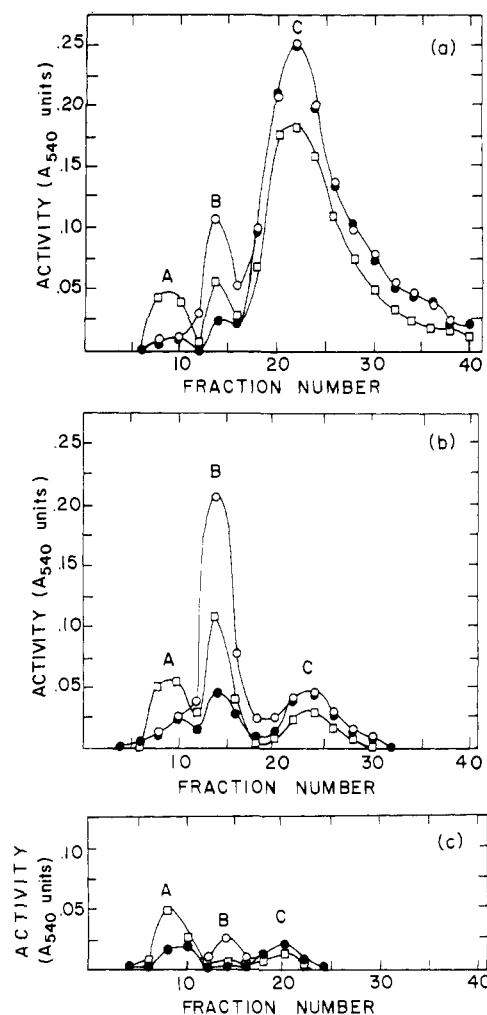 (a)
ACTIVITY (A540 units)
.25
.20
.15
.10
.05
A
B
C
10
20
30
40
FRACTION NUMBER
(b)
ACTIVITY (A540 units)
.25
.20
.15
.10
.05
A
B
C
10
20
30
40
FRACTION NUMBER
(c)
ACTIVITY
(A540 units)
.10
.05
A
B
C
10
20
30
40
FRACTION NUMBER